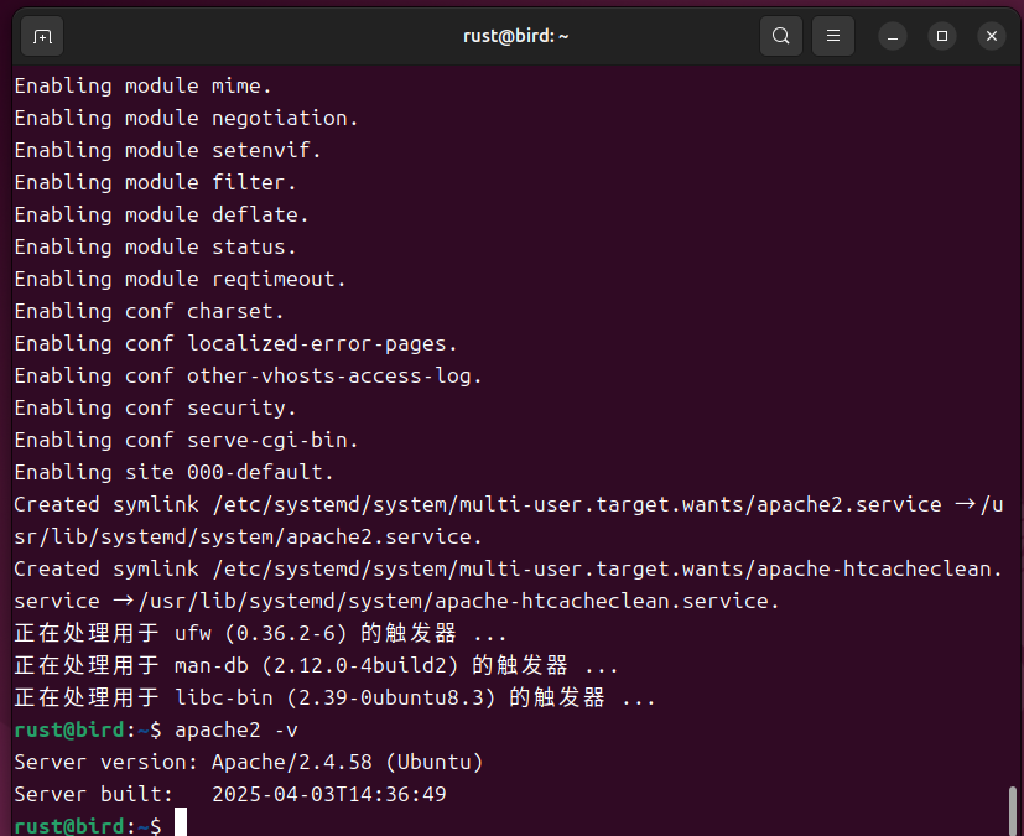 rust@bird: ~
Enabling module mime.
Enabling module negotiation.
Enabling module setenvif.
Enabling module filter.
Enabling module deflate.
Enabling module status.
Enabling module reqtimeout.
Enabling conf charset.
Enabling conf localized-error-pages.
Enabling conf other-vhosts-access-log.
Enabling conf security.
Enabling conf serve-cgi-bin.
Enabling site 000-default.
Created symlink /etc/systemd/system/multi-user.target.wants/apache2.service → /u
sr/lib/systemd/system/apache2.service.
Created symlink /etc/systemd/system/multi-user.target.wants/apache-htcacheclean.
service → /usr/lib/systemd/system/apache-htcacheclean.service.
正在处理用于 ufw (0.36.2-6) 的触发器 ...
正在处理用于 man-db (2.12.0-4build2) 的触发器 ...
正在处理用于 libc-bin (2.39-0ubuntu8.3) 的触发器 ...
rust@bird:~$ apache2 -v
Server version: Apache/2.4.58 (Ubuntu)
Server built:   2025-04-03T14:36:49
rust@bird:~$